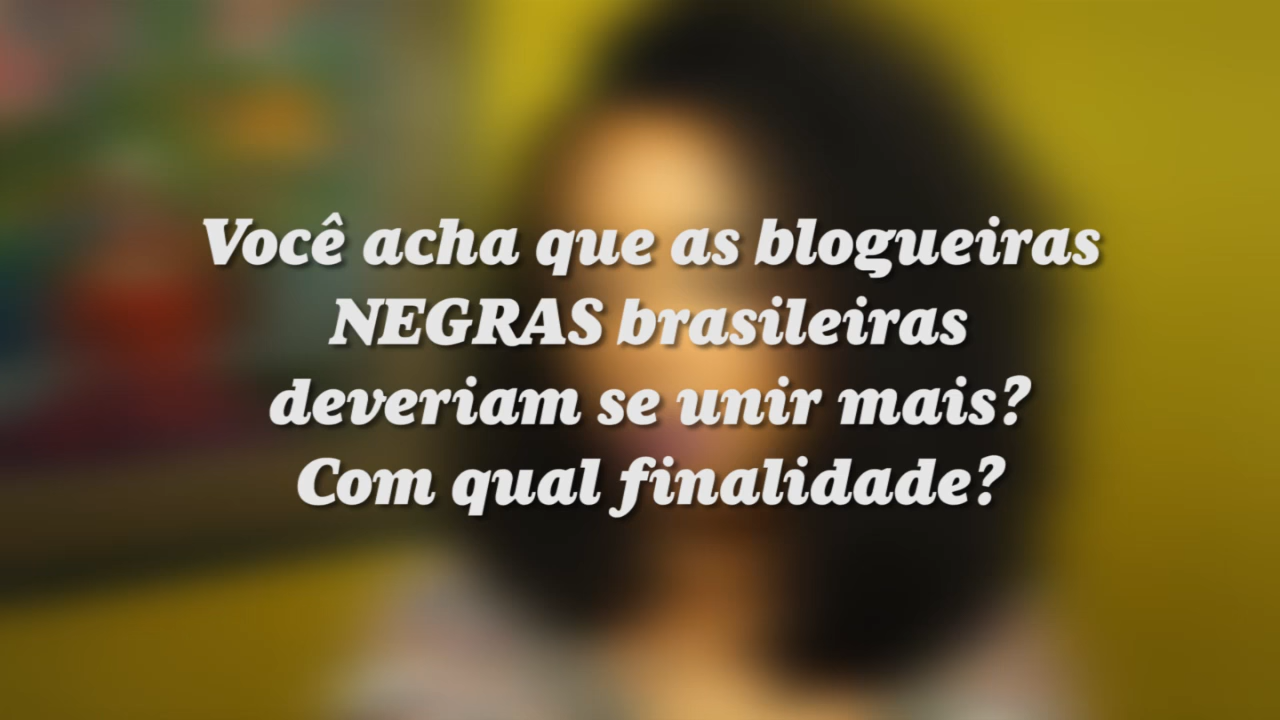 Você acha que as blogueiras
NEGRAS brasileiras
deveriam se unir mais?
Com qual finalidade?